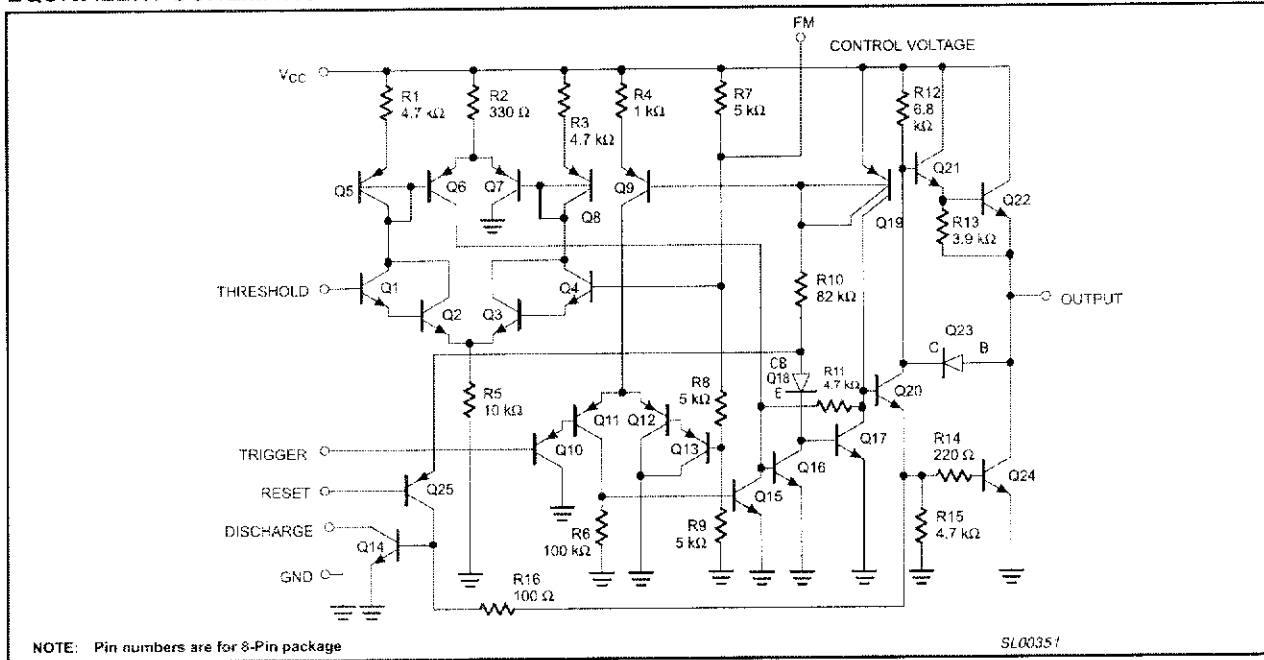 FM
CONTROL VOLTAGE
VCC
R1
4.7 kΩ
R2
330 Ω
R3
4.7 kΩ
R4
1 kΩ
R7
5 kΩ
R12
6.8
kΩ
Q5
Q6
Q7
Q8
Q9
Q19
Q21
Q22
R13
3.9 kΩ
THRESHOLD
Q1
Q2
Q3
Q4
R10
82 kΩ
OUTPUT
Q23
C
B
CB
Q18
E
R11
4.7 kΩ
Q20
R5
10 kΩ
R8
5 kΩ
Q11
Q12
Q10
Q13
Q17
TRIGGER
Q16
R14
220 Ω
Q24
RESET
Q25
Q15
DISCHARGE
Q14
R6
100 kΩ
R9
5 kΩ
R15
4.7 kΩ
GND
R16
100 Ω
NOTE: Pin numbers are for 8-Pin package
SL00351